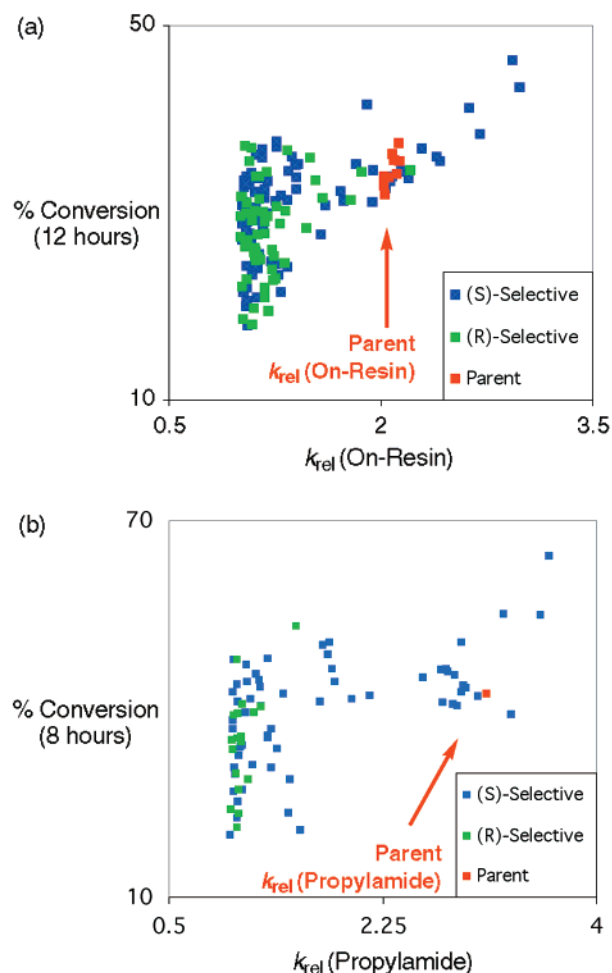 (a)
50
% Conversion
(12 hours)
Parent
krel (On-Resin)
(S)-Selective
(R)-Selective
Parent
10
0.5
2
3.5
krel (On-Resin)
(b)
70
% Conversion
(8 hours)
Parent
krel (Propylamide)
(S)-Selective
(R)-Selective
Parent
10
0.5
2.25
4
krel (Propylamide)